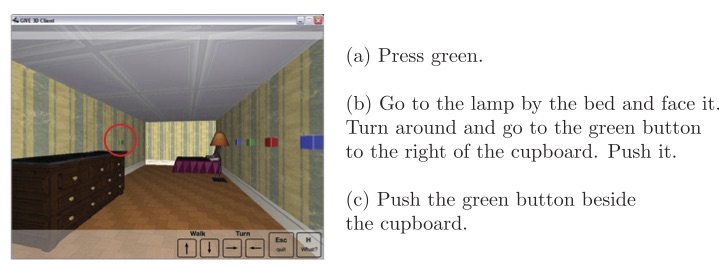 GIVE 3D Client
(a) Press green.
(b) Go to the lamp by the bed and face it.
Turn around and go to the green button
to the right of the cupboard. Push it.
(c) Push the green button beside
the cupboard.
Walk Turn
Esc
quit
H
What?